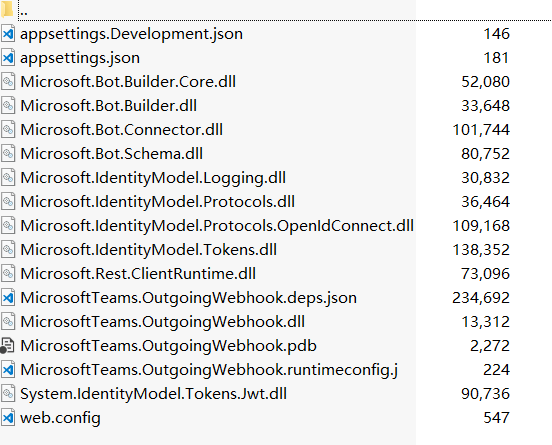 ..
appsettings.Development.json 146
appsettings.json 181
Microsoft.Bot.Builder.Core.dll 52,080
Microsoft.Bot.Builder.dll 33,648
Microsoft.Bot.Connector.dll 101,744
Microsoft.Bot.Schema.dll 80,752
Microsoft.IdentityModel.Logging.dll 30,832
Microsoft.IdentityModel.Protocols.dll 36,464
Microsoft.IdentityModel.Protocols.OpenIdConnect.dll 109,168
Microsoft.IdentityModel.Tokens.dll 138,352
Microsoft.Rest.ClientRuntime.dll 73,096
MicrosoftTeams.OutgoingWebhook.deps.json 234,692
MicrosoftTeams.OutgoingWebhook.dll 13,312
MicrosoftTeams.OutgoingWebhook.pdb 2,272
MicrosoftTeams.OutgoingWebhook.runtimeconfig.j 224
System.IdentityModel.Tokens.Jwt.dll 90,736
web.config 547